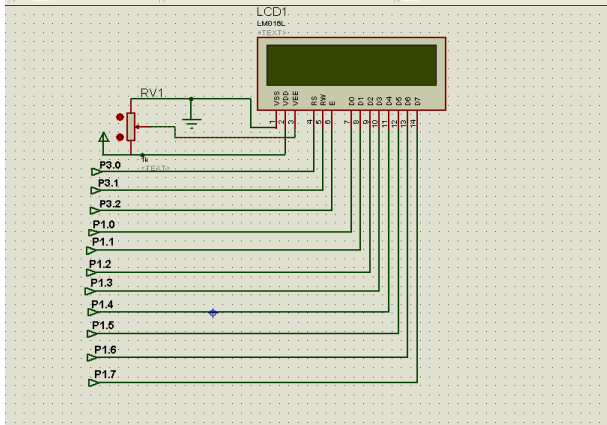 LCD1
LM016L
<TEXT>
RV1
VSS
VDD
VEE
RS
RW
E
D0
D1
D2
D3
D4
D5
D6
D7
1
2
3
4
5
6
7
8
9
10
11
12
13
14
1k
<TEXT>
P3.0
P3.1
P3.2
P1.0
P1.1
P1.2
P1.3
P1.4
P1.5
P1.6
P1.7